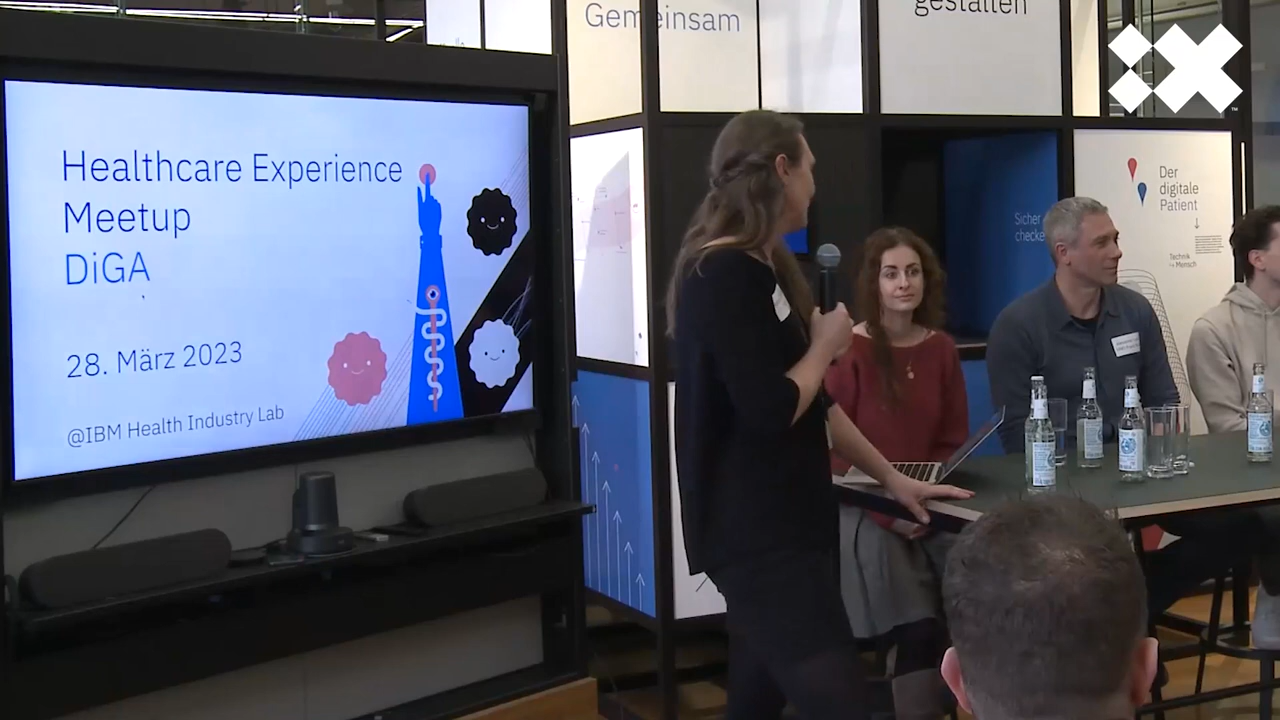 Healthcare Experience
Meetup
DiGA
28. März 2023
@IBM Health Industry Lab
Gemeinsam
gestalten
Sicher
checke
Der
digitale
Patient
Technik
Mensch